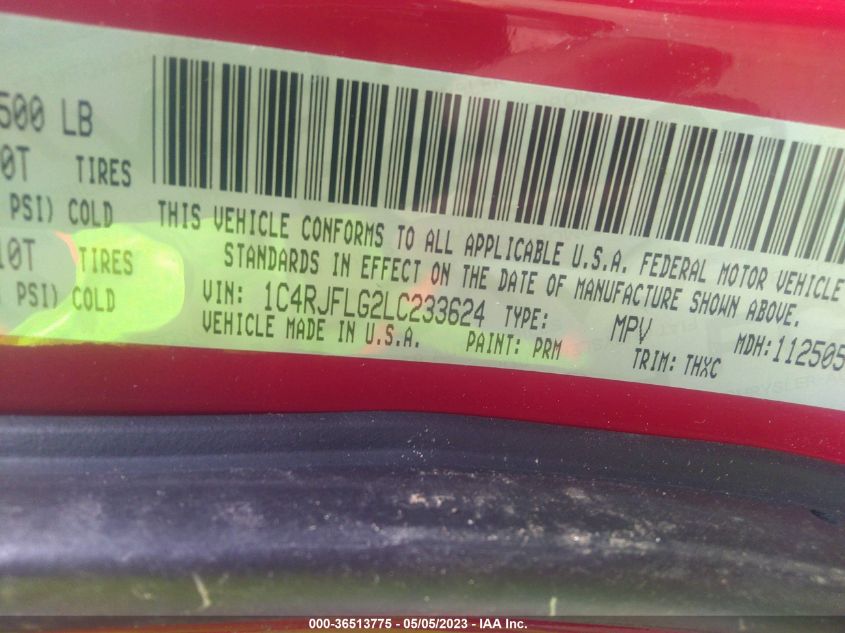 500 LB
0T TIRES
PSI) COLD
10T TIRES
PSI) COLD
THIS VEHICLE CONFORMS TO ALL APPLICABLE U.S.A. FEDERAL MOTOR VEHICLE
STANDARDS IN EFFECT ON THE DATE OF MANUFACTURE SHOWN ABOVE.
VIN: 1C4RJFLG2LC233624 TYPE: MPV MDH:112505
VEHICLE MADE IN U.S.A. PAINT: PRM TRIM: THXC
000-36513775 - 05/05/2023 - IAA Inc.